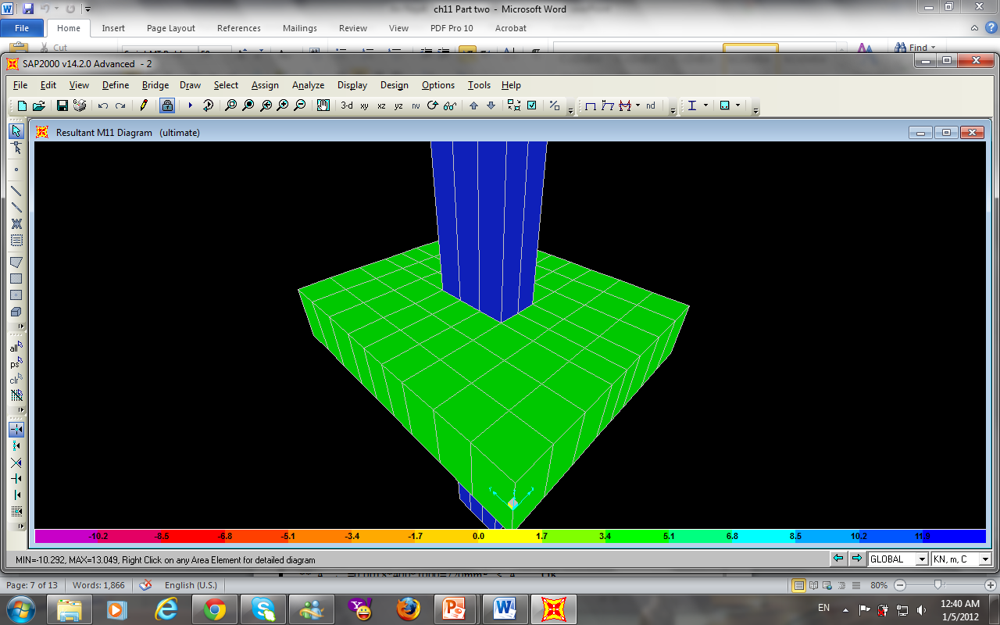 ch11 Part two - Microsoft Word
File Home Insert Page Layout References Mailings Review View PDF Pro 10 Acrobat
Cut
Find
SAP2000 v14.2.0 Advanced - 2
File Edit View Define Bridge Draw Select Assign Analyze Display Design Options Tools Help
3-d xy xz yz nv nd
Resultant M11 Diagram (ultimate)
all
ps
clr
-10.2 -8.5 -6.8 -5.1 -3.4 -1.7 0.0 1.7 3.4 5.1 6.8 8.5 10.2 11.9
MIN=-10.292, MAX=13.049, Right Click on any Area Element for detailed diagram
GLOBAL KN, m, C
Page: 7 of 13 Words: 1,866 English (U.S.) 80%
EN 12:40 AM
1/5/2012